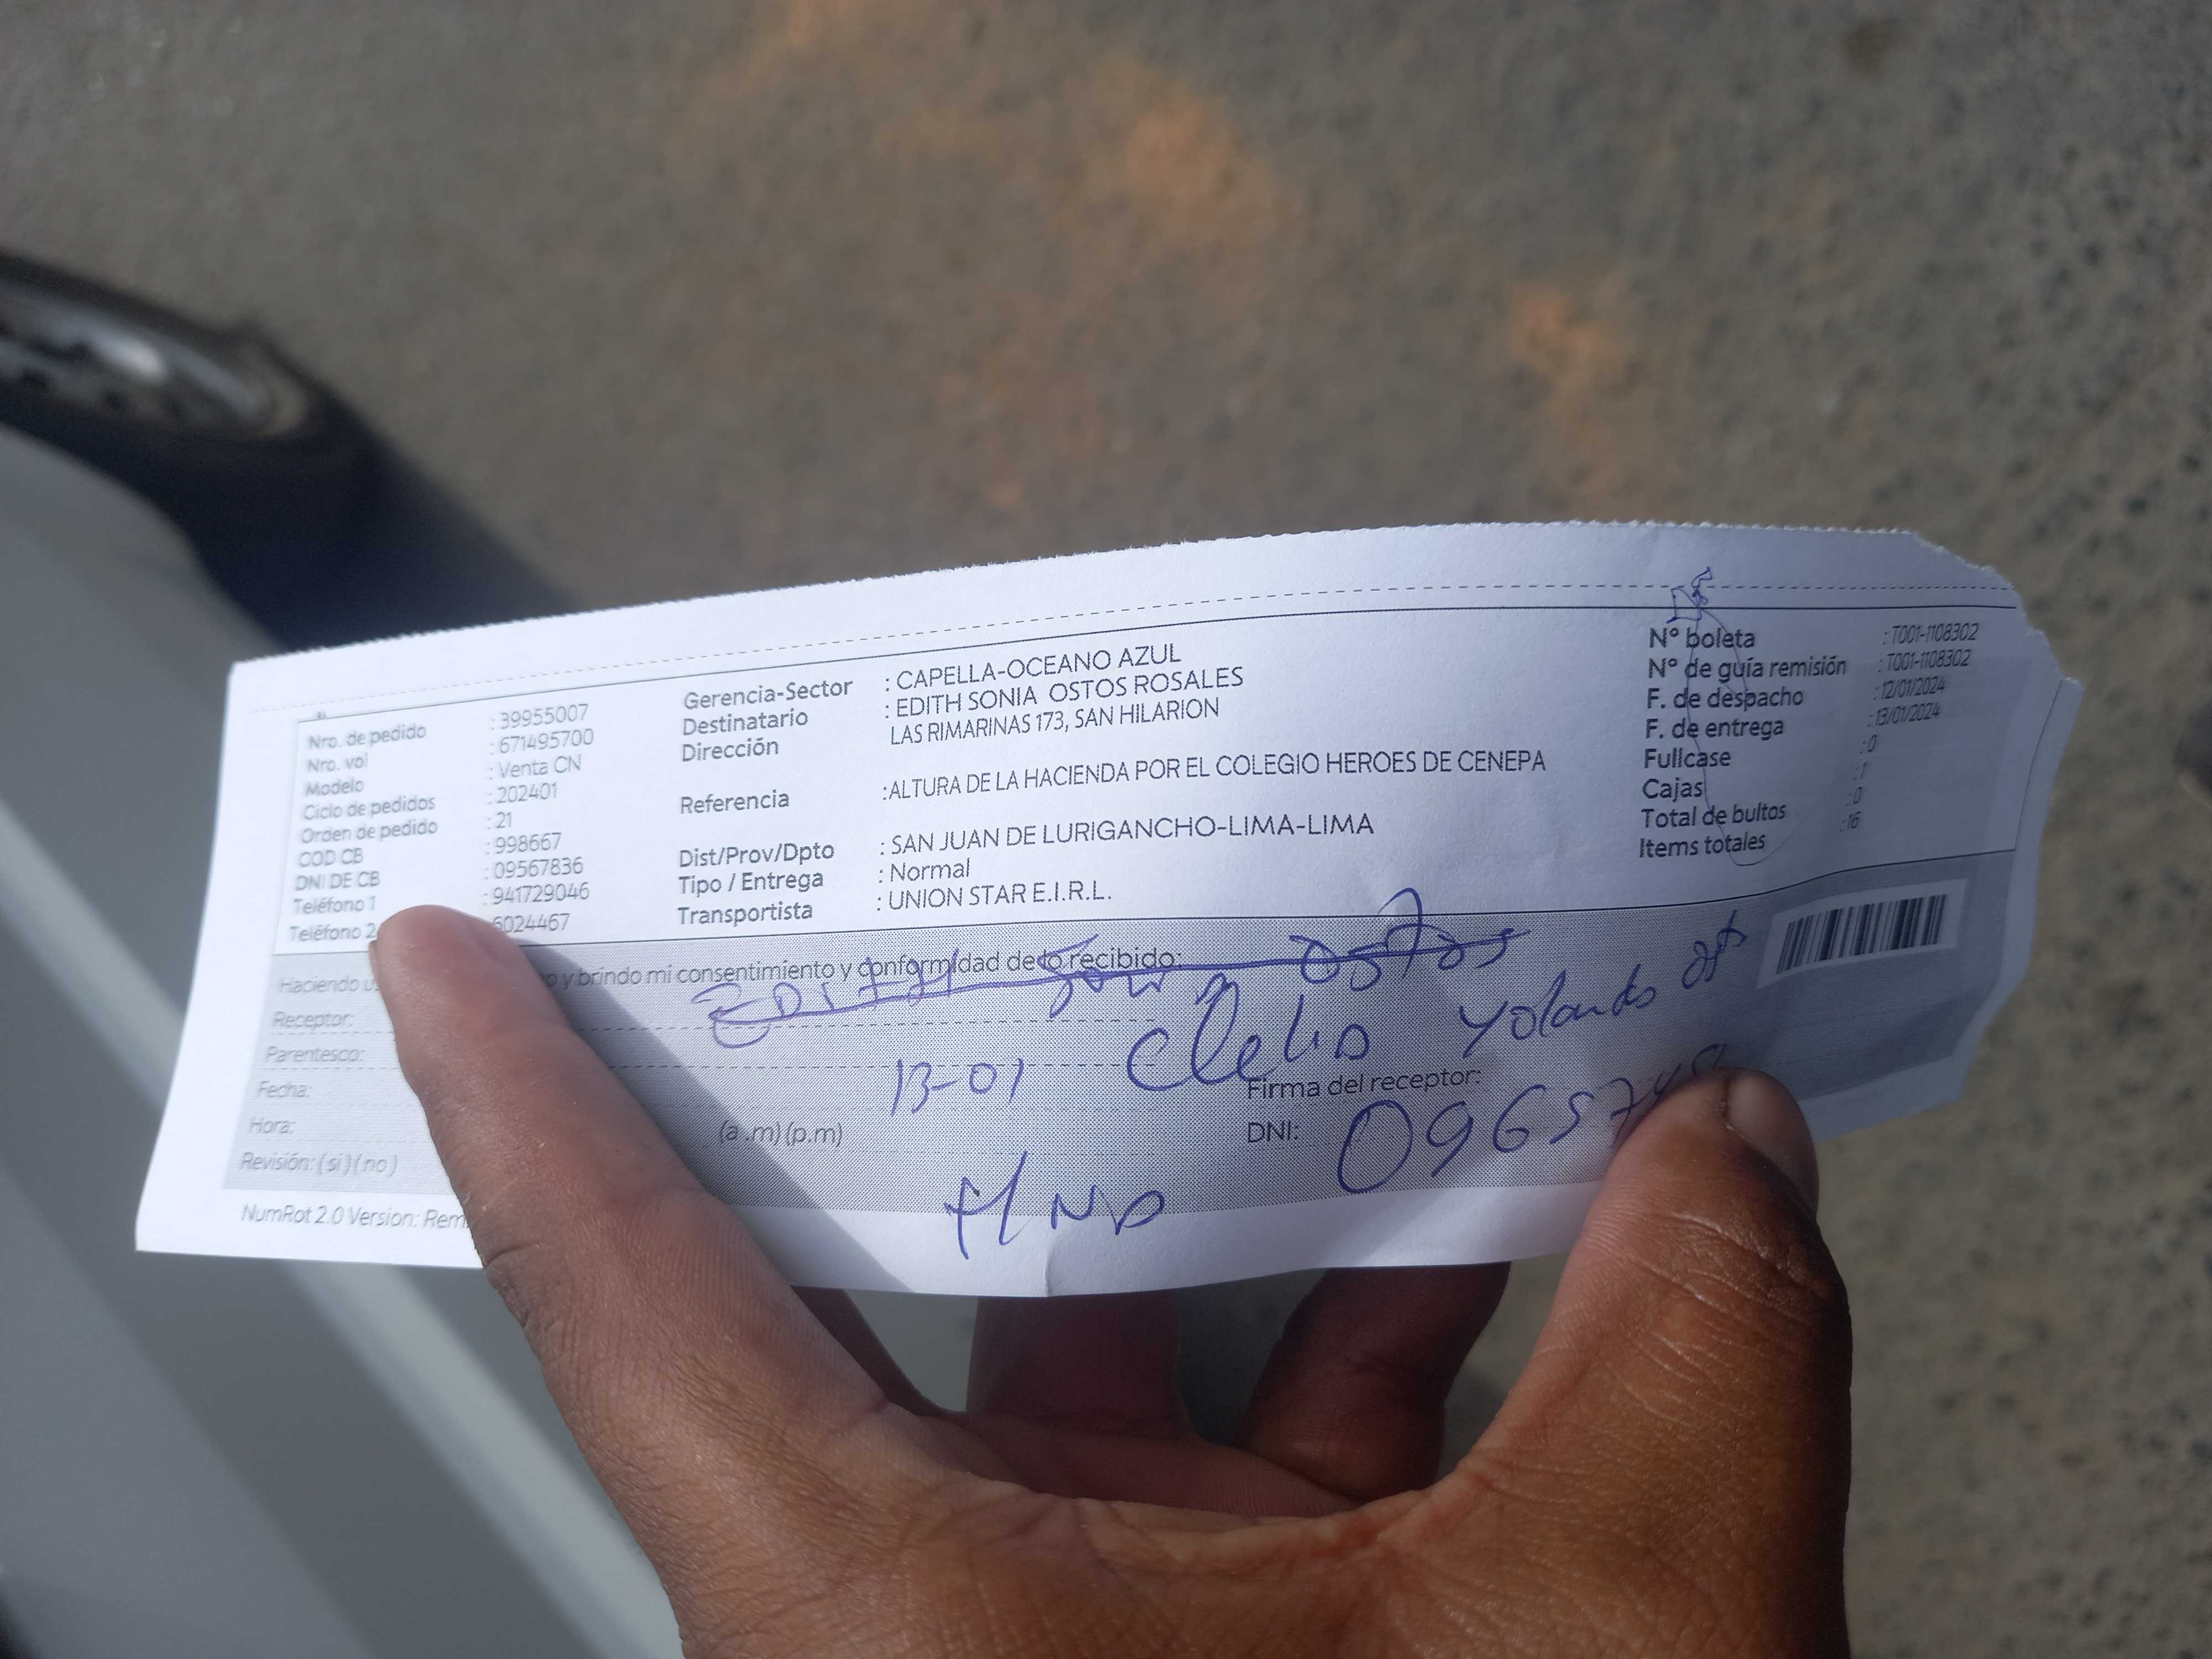 Nro. de pedido : 39955007
Nro. vol : 671495700
Modelo : Venta CN
Ciclo de pedidos : 202401
Orden de pedido : 21
COD CB : 998667
DNI DE CB : 09567836
Teléfono 1 : 941729046
Teléfono 2 6024467
Gerencia-Sector : CAPELLA-OCEANO AZUL
Destinatario : EDITH SONIA OSTOS ROSALES
Dirección LAS RIMARINAS 173, SAN HILARION
Referencia :ALTURA DE LA HACIENDA POR EL COLEGIO HEROES DE CENEPA
Dist/Prov/Dpto : SAN JUAN DE LURIGANCHO-LIMA-LIMA
Tipo / Entrega : Normal
Transportista : UNION STAR E.I.R.L.
N° boleta : T001-1108302
N° de guía remisión : T001-1108302
F. de despacho : 12/01/2024
F. de entrega : 13/01/2024
Fullcase :0
Cajas :1
Total de bultos :0
Items totales :16
Haciendo y brindo mi consentimiento y conformidad de lo recibido:
Edith Ostos
Receptor:
Clelia Yolanda
Parentesco:
Fecha: 13-01
Firma del receptor:
Hora: (a .m) (p.m)
DNI: 09657
Revisión: (si) (no)
NumRot 2.0 Version: Rem